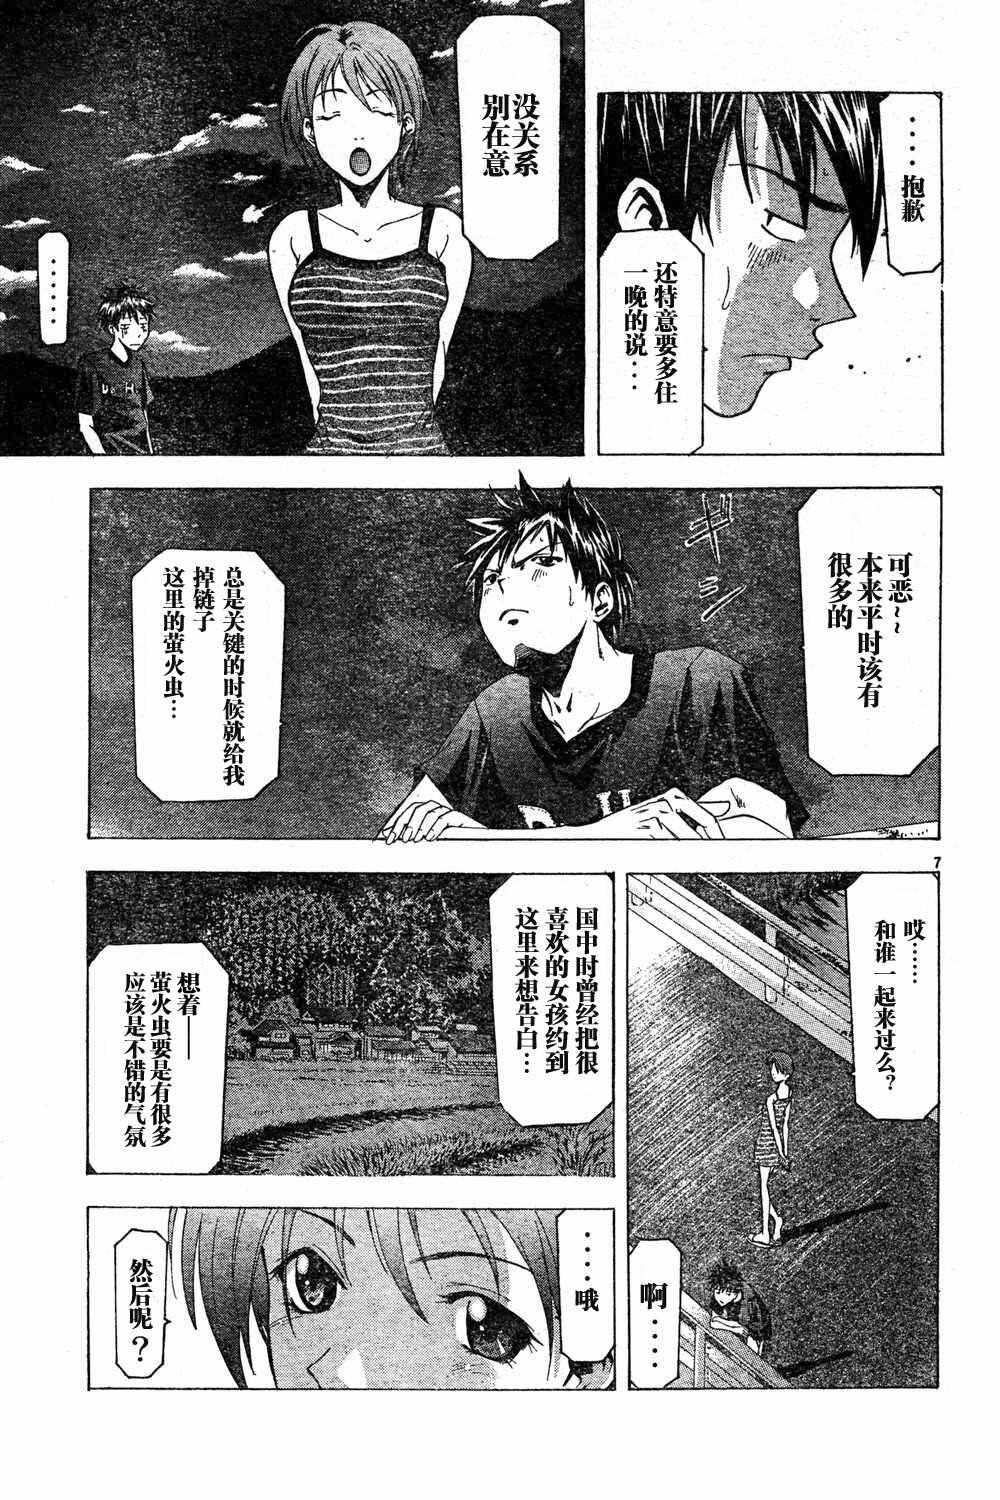 ....抱歉
还特意要多住
一晚的说...
没关系
别在意
......
可恶~~
本来平时该有
很多的
ギ
ギ
总是关键的时候就给我
掉链子
这里的萤火虫...
7
哎……
和谁一起来过么？
啊....
国中时曾经把很
喜欢的女孩约到
这里来想告白...
想着——
萤火虫要是有很多
应该是不错的气氛
....哦
然后呢？